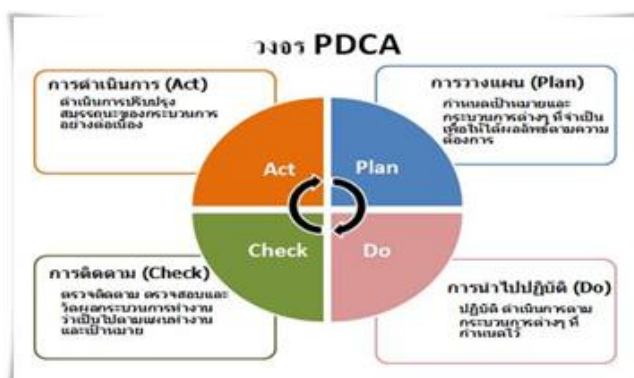 วงจร PDCA
การดำเนินการ (Act)
ดำเนินการปรับปรุง
สมรรถนะของกระบวนการ
อย่างต่อเนื่อง
การวางแผน (Plan)
กำหนดเป้าหมายและ
กระบวนการต่างๆ ที่จำเป็น
เพื่อให้ได้ผลลัพธ์ตามความ
ต้องการ
Act
Plan
Check
Do
การติดตาม (Check)
ตรวจติดตาม ตรวจสอบและ
วัดผลกระบวนการทำงาน
ว่าเป็นไปตามแผนทำงาน
และเป้าหมาย
การนำไปปฏิบัติ (Do)
ปฏิบัติ ดำเนินการตาม
กระบวนการต่างๆ ที่
กำหนดไว้